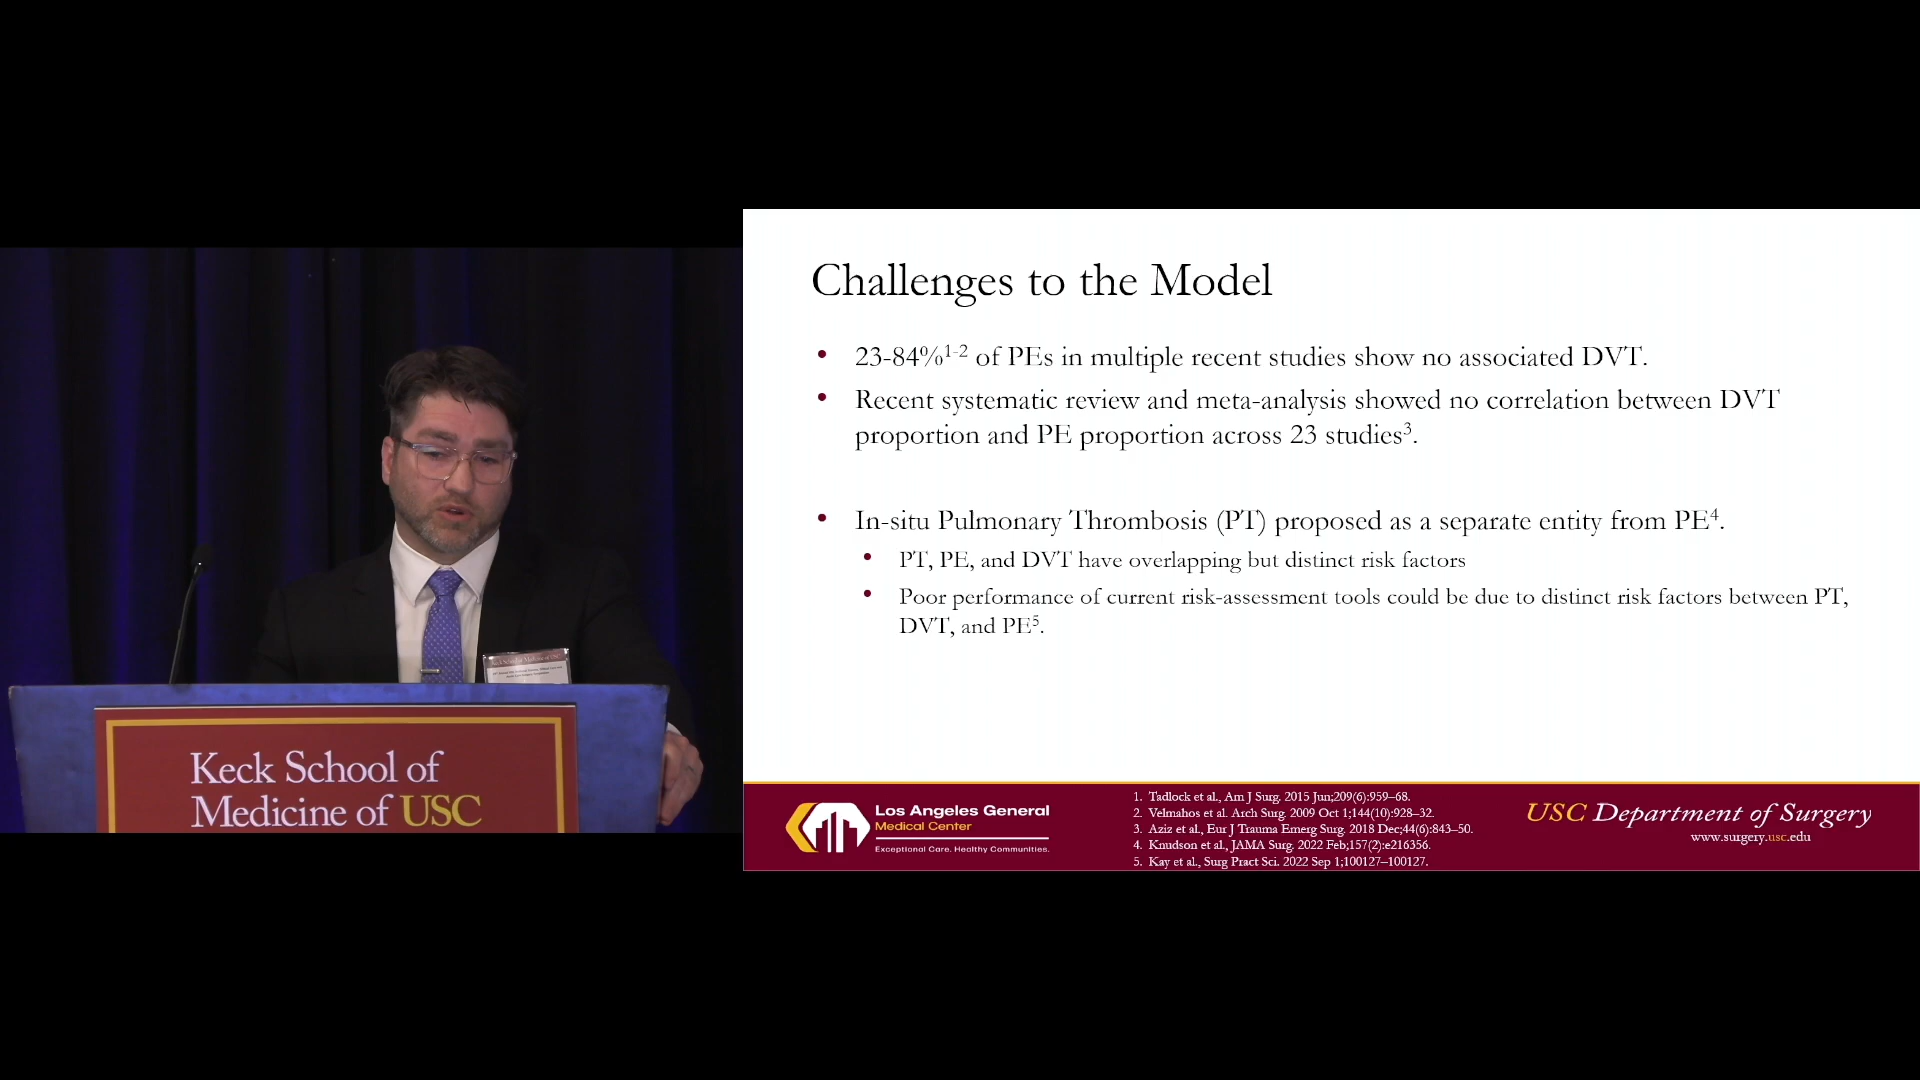 Keck School of
Medicine of USC
Challenges to the Model
• 23-84%1-2 of PEs in multiple recent studies show no associated DVT.
• Recent systematic review and meta-analysis showed no correlation between DVT
proportion and PE proportion across 23 studies3.
• In-situ Pulmonary Thrombosis (PT) proposed as a separate entity from PE4.
• PT, PE, and DVT have overlapping but distinct risk factors
• Poor performance of current risk-assessment tools could be due to distinct risk factors between PT,
DVT, and PE5.
Los Angeles General
Medical Center
Exceptional Care. Healthy Communities.
1. Tadlock et al., Am J Surg. 2015 Jun;209(6):959–68.
2. Velmahos et al. Arch Surg. 2009 Oct 1;144(10):928–32.
3. Aziz et al., Eur J Trauma Emerg Surg. 2018 Dec;44(6):843–50.
4. Knudson et al., JAMA Surg. 2022 Feb;157(2):e216356.
5. Kay et al., Surg Pract Sci. 2022 Sep 1;100127–100127.
USC Department of Surgery
www.surgery.usc.edu